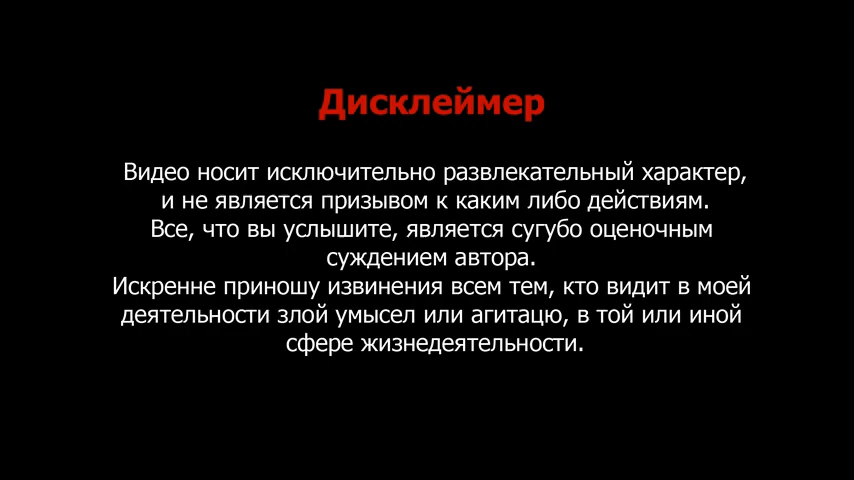 Дисклеймер
Видео носит исключительно развлекательный характер,
и не является призывом к каким либо действиям.
Все, что вы услышите, является сугубо оценочным
суждением автора.
Искренне приношу извинения всем тем, кто видит в моей
деятельности злой умысел или агитацю, в той или иной
сфере жизнедеятельности.